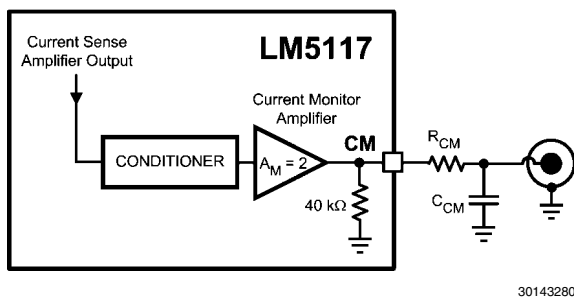 Current Sense
Amplifier Output
LM5117
Current Monitor
Amplifier
CM
CONDITIONER
A_M = 2
40 kΩ
R_CM
C_CM
30143280